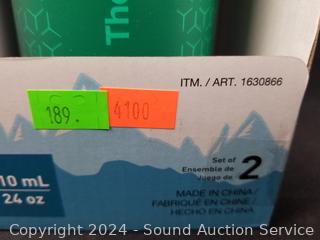 Th
ITM. / ART. 1630866
189.
4100
Set of
Ensemble de
Juego de
2
10 mL
24 oz
MADE IN CHINA /
FABRIQUÉ EN CHINE /
HECHO EN CHINA
Copyright 2024 - Sound Auction Service